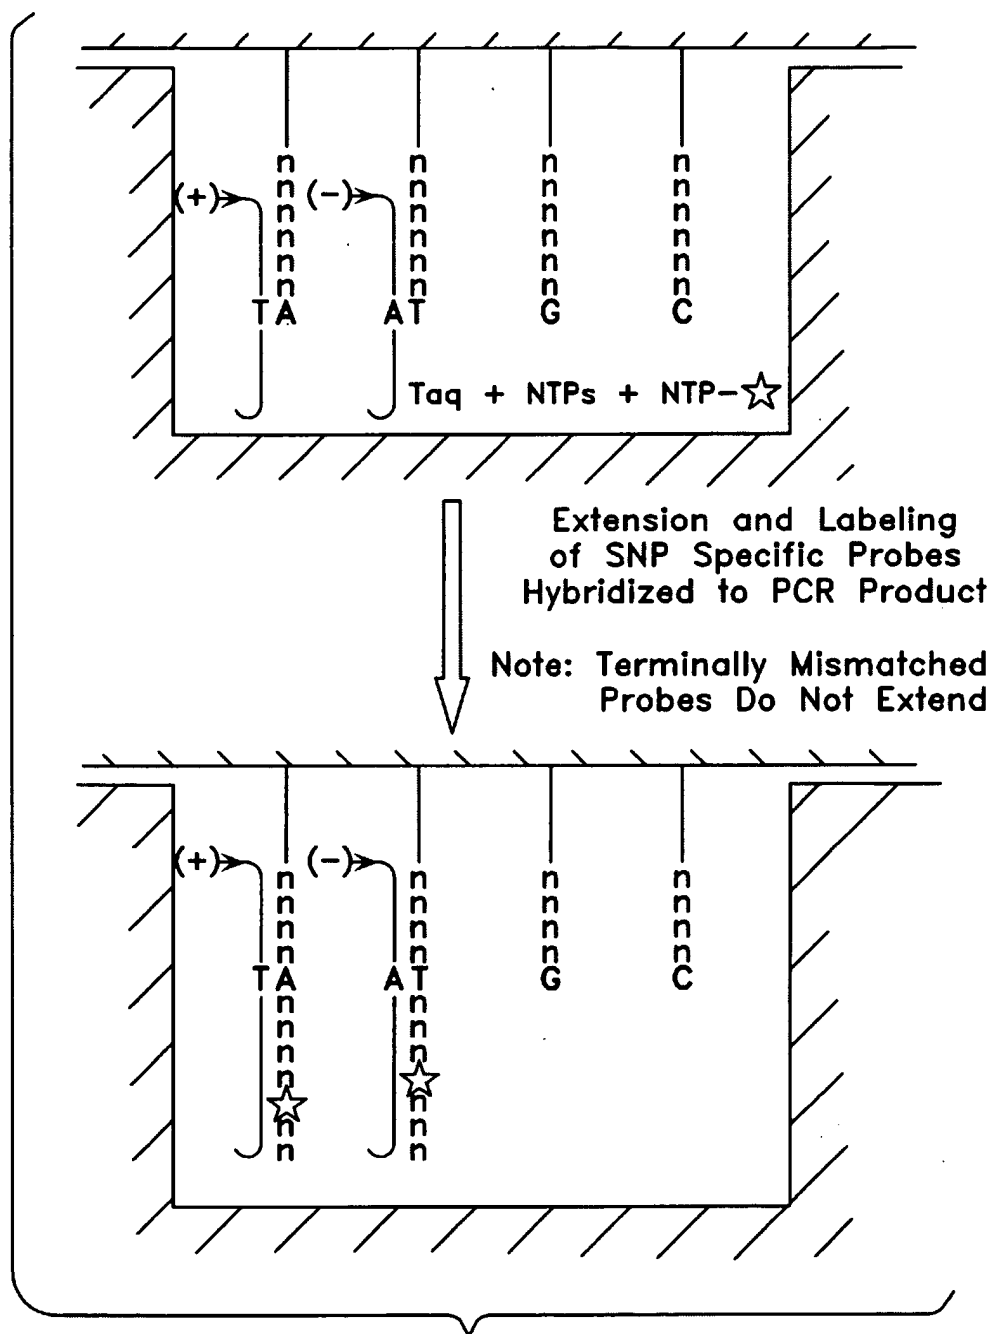 n n n n
(+) n (-) n n n
n n n n
n n n n
n n n n
n n n n
TA AT G C
Taq + NTPs + NTP-☆
Extension and Labeling
of SNP Specific Probes
Hybridized to PCR Product
Note: Terminally Mismatched
Probes Do Not Extend
(+) (-)
n n n n
n n n n
n n n n
n n n n
TA AT G C
n n
n n
n n
n ☆
☆ n
n n
n n